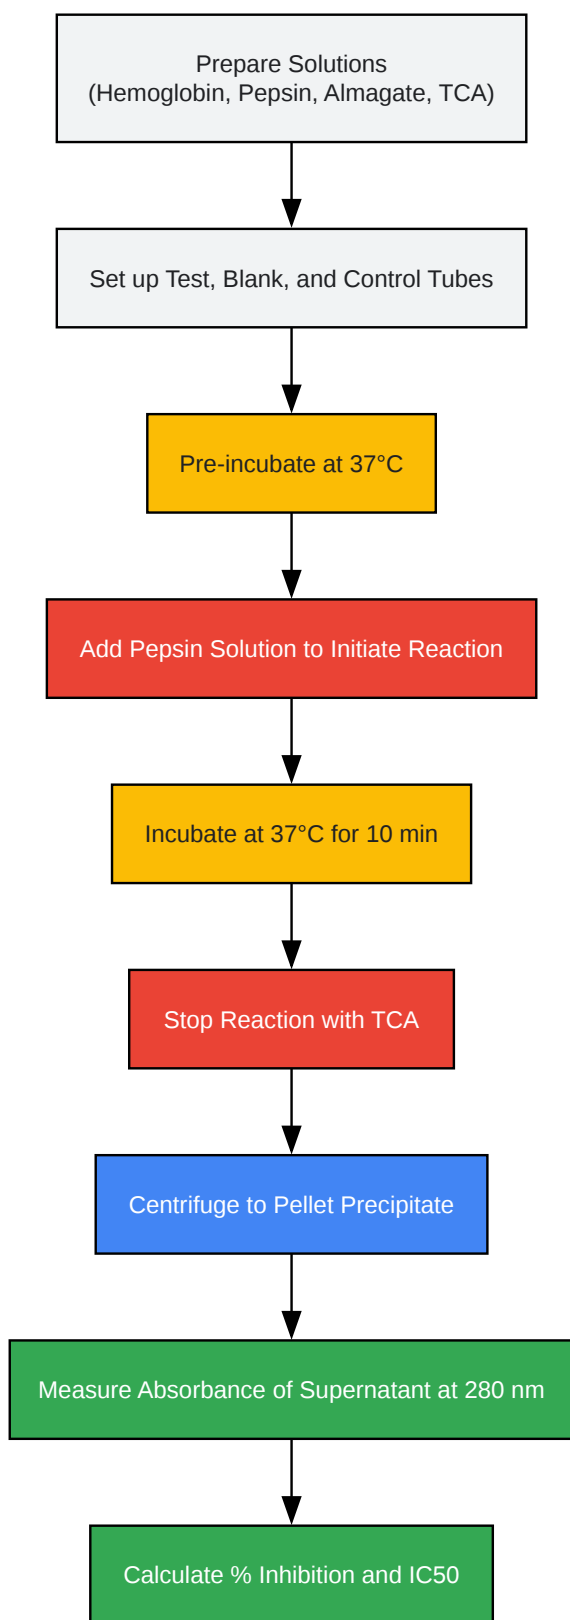 Prepare Solutions
(Hemoglobin, Pepsin, Almagate, TCA)
Set up Test, Blank, and Control Tubes
Pre-incubate at 37°C
Add Pepsin Solution to Initiate Reaction
Incubate at 37°C for 10 min
Stop Reaction with TCA
Centrifuge to Pellet Precipitate
Measure Absorbance of Supernatant at 280 nm
Calculate % Inhibition and IC50